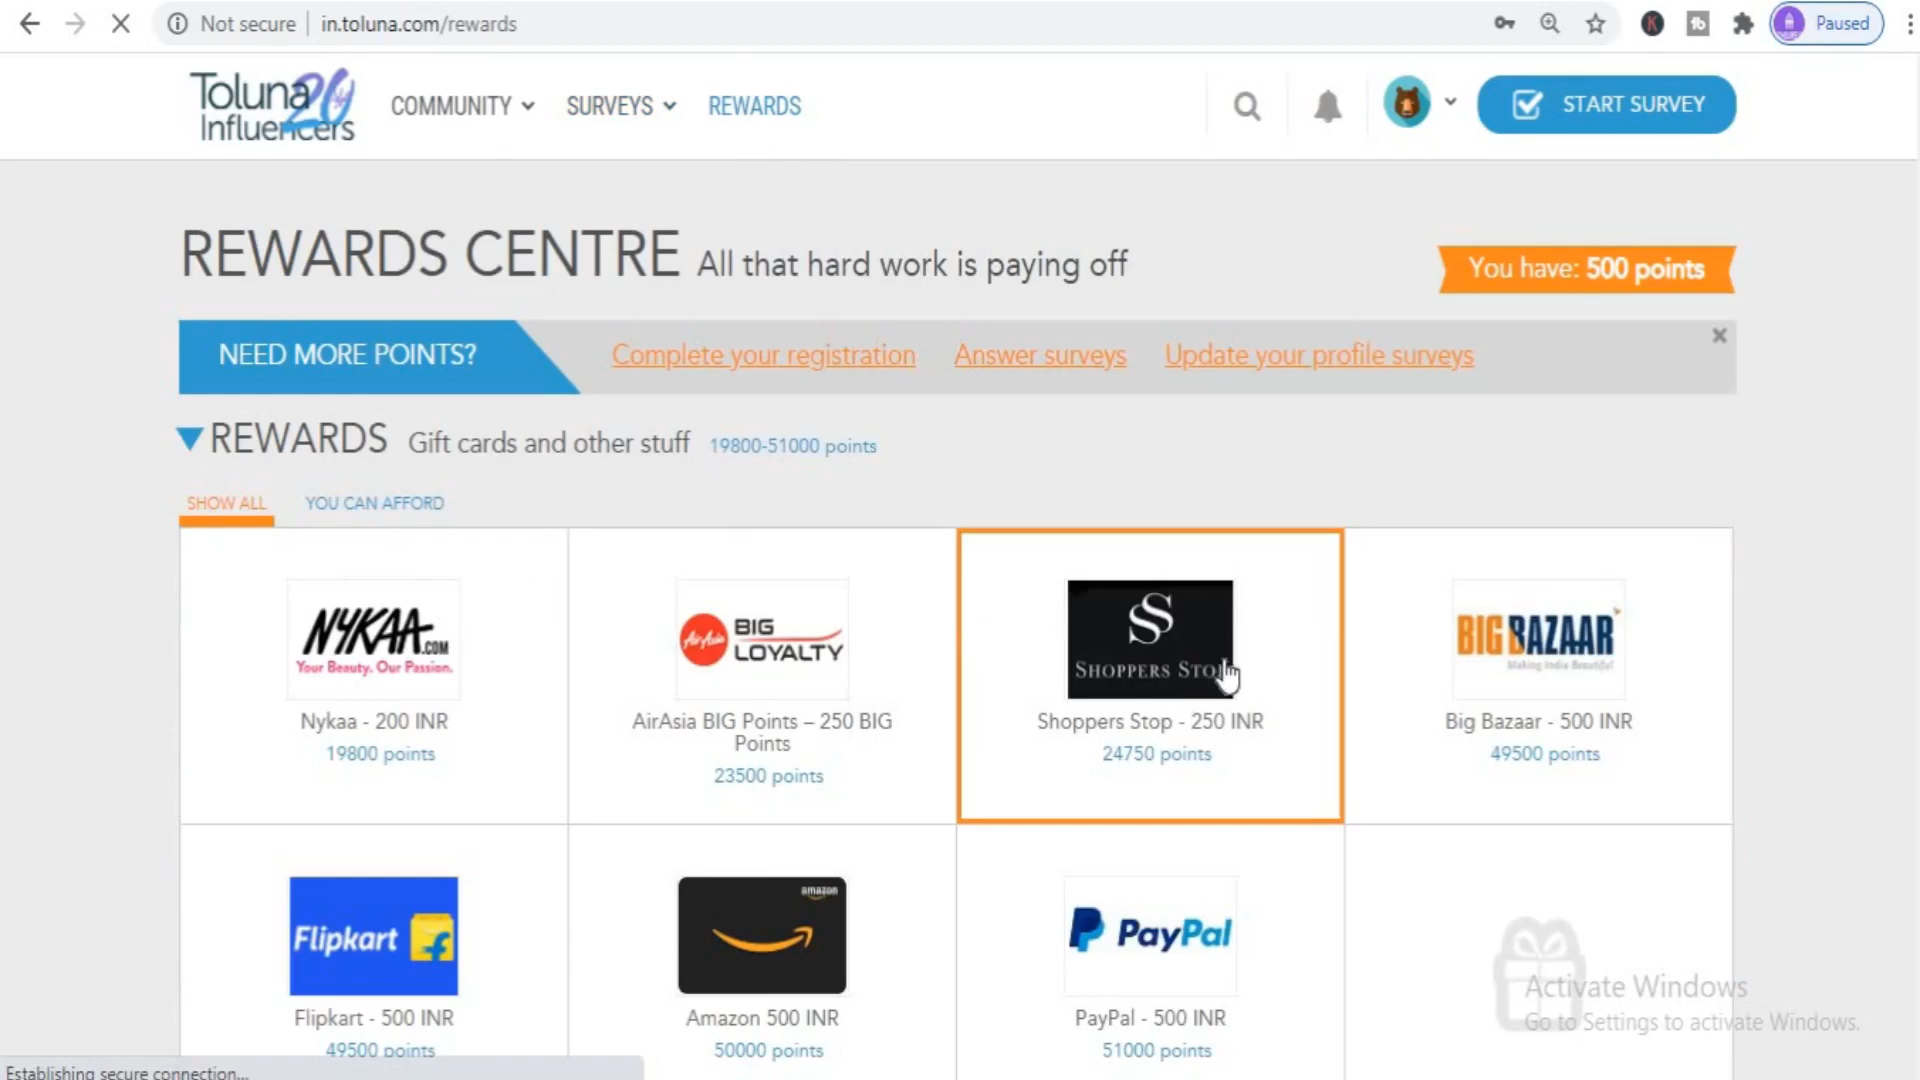 Not secure
in.toluna.com/rewards
Paused
Toluna 20
Influencers
COMMUNITY
SURVEYS
REWARDS
START SURVEY
REWARDS CENTRE All that hard work is paying off
You have: 500 points
NEED MORE POINTS?
Complete your registration
Answer surveys
Update your profile surveys
REWARDS Gift cards and other stuff 19800-51000 points
SHOW ALL
YOU CAN AFFORD
NYKAA.COM
Your Beauty. Our Passion.
Nykaa - 200 INR
19800 points
AirAsia
BIG
LOYALTY
AirAsia BIG Points – 250 BIG
Points
23500 points
SHOPPERS STOP
Shoppers Stop - 250 INR
24750 points
BIG BAZAAR
Making India Beautiful
Big Bazaar - 500 INR
49500 points
Flipkart
Flipkart - 500 INR
49500 points
amazon
Amazon 500 INR
50000 points
PayPal
PayPal - 500 INR
51000 points
Activate Windows
Go to Settings to activate Windows.
Establishing secure connection...